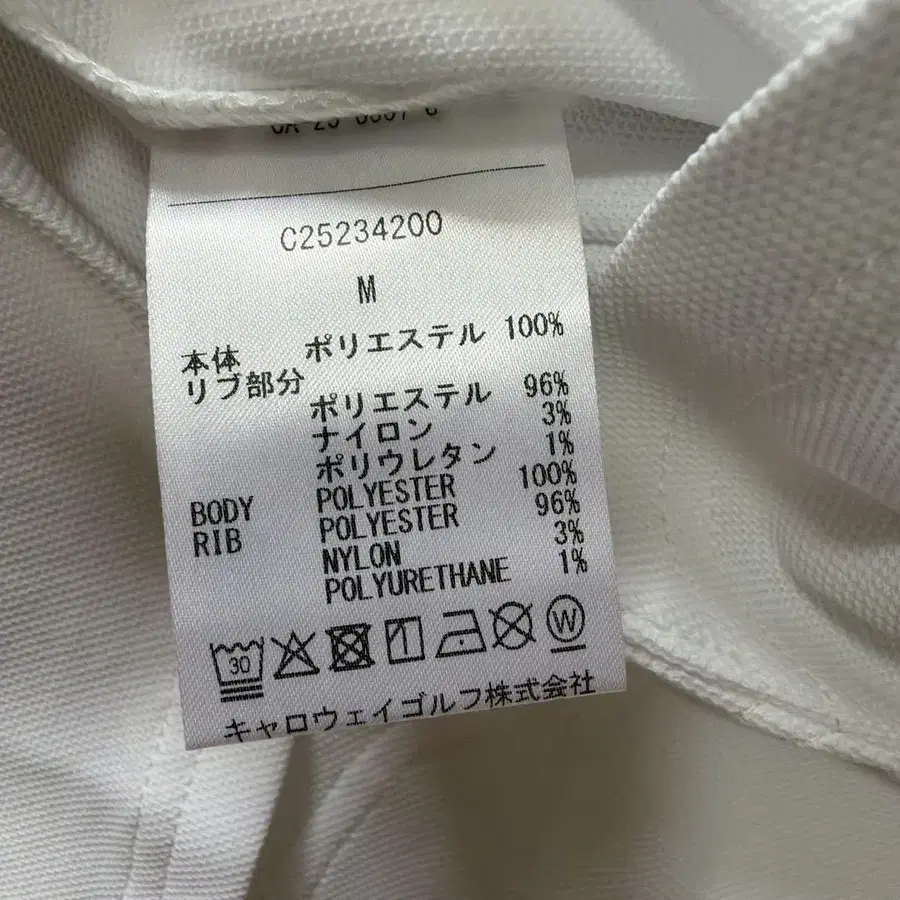 C25234200
M
本体 ポリエステル 100%
リブ部分
ポリエステル 96%
ナイロン 3%
ポリウレタン 1%
BODY POLYESTER 100%
RIB POLYESTER 96%
NYLON 3%
POLYURETHANE 1%
30 W
キャロウェイゴルフ株式会社